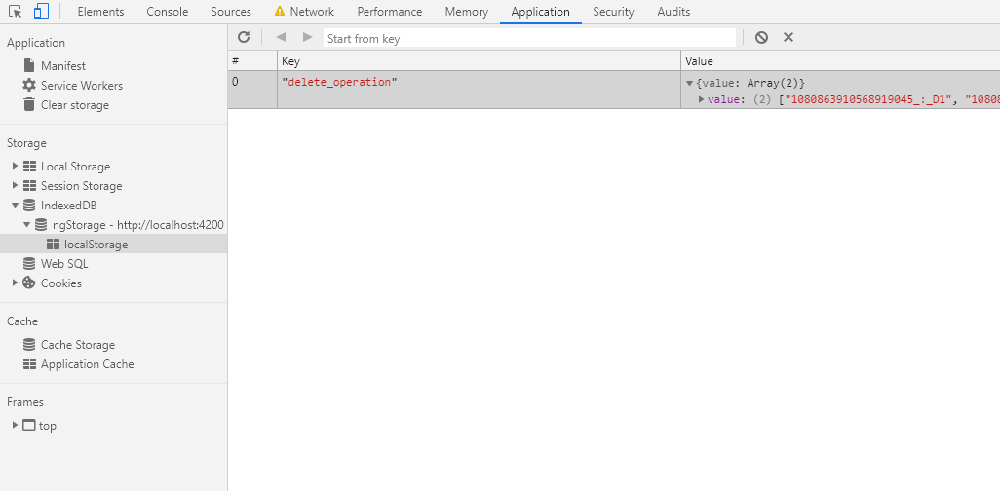 Elements Console Sources Network Performance Memory Application Security Audits
Application
Manifest
Service Workers
Clear storage
Storage
Local Storage
Session Storage
IndexedDB
ngStorage - http://localhost:4200
localStorage
Web SQL
Cookies
Cache
Cache Storage
Application Cache
Frames
top
Start from key
# Key Value
0 "delete_operation" {value: Array(2)}
value: (2) ["1080863910568919045_:_D1", "1080